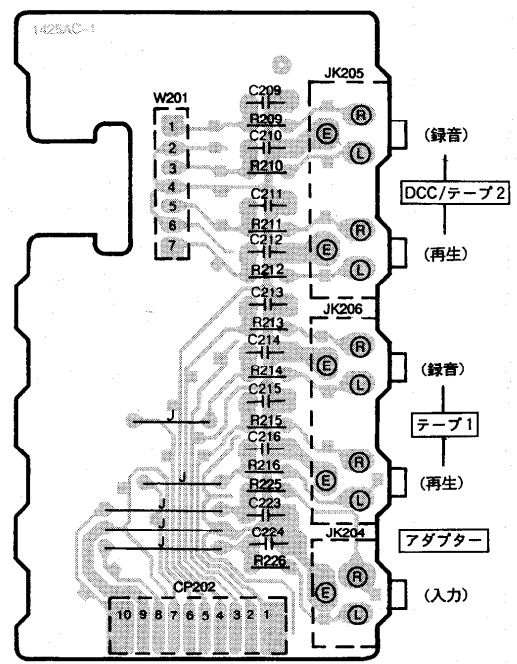 1425AC-1
JK205
C209
W201
R209
C210
R210
1
2
3
4
5
6
7
R
E
L
(録音)
DCC/テープ2
C211
R211
C212
R212
R
E
L
(再生)
C213
JK206
R213
C214
R214
R
E
L
(録音)
C215
R215
C216
R216
テープ1
R
E
L
(再生)
J
J
J
J
J
R225
C223
C224
R226
JK204
アダプター
R
E
L
(入力)
CP202
10 9 8 7 6 5 4 3 2 1